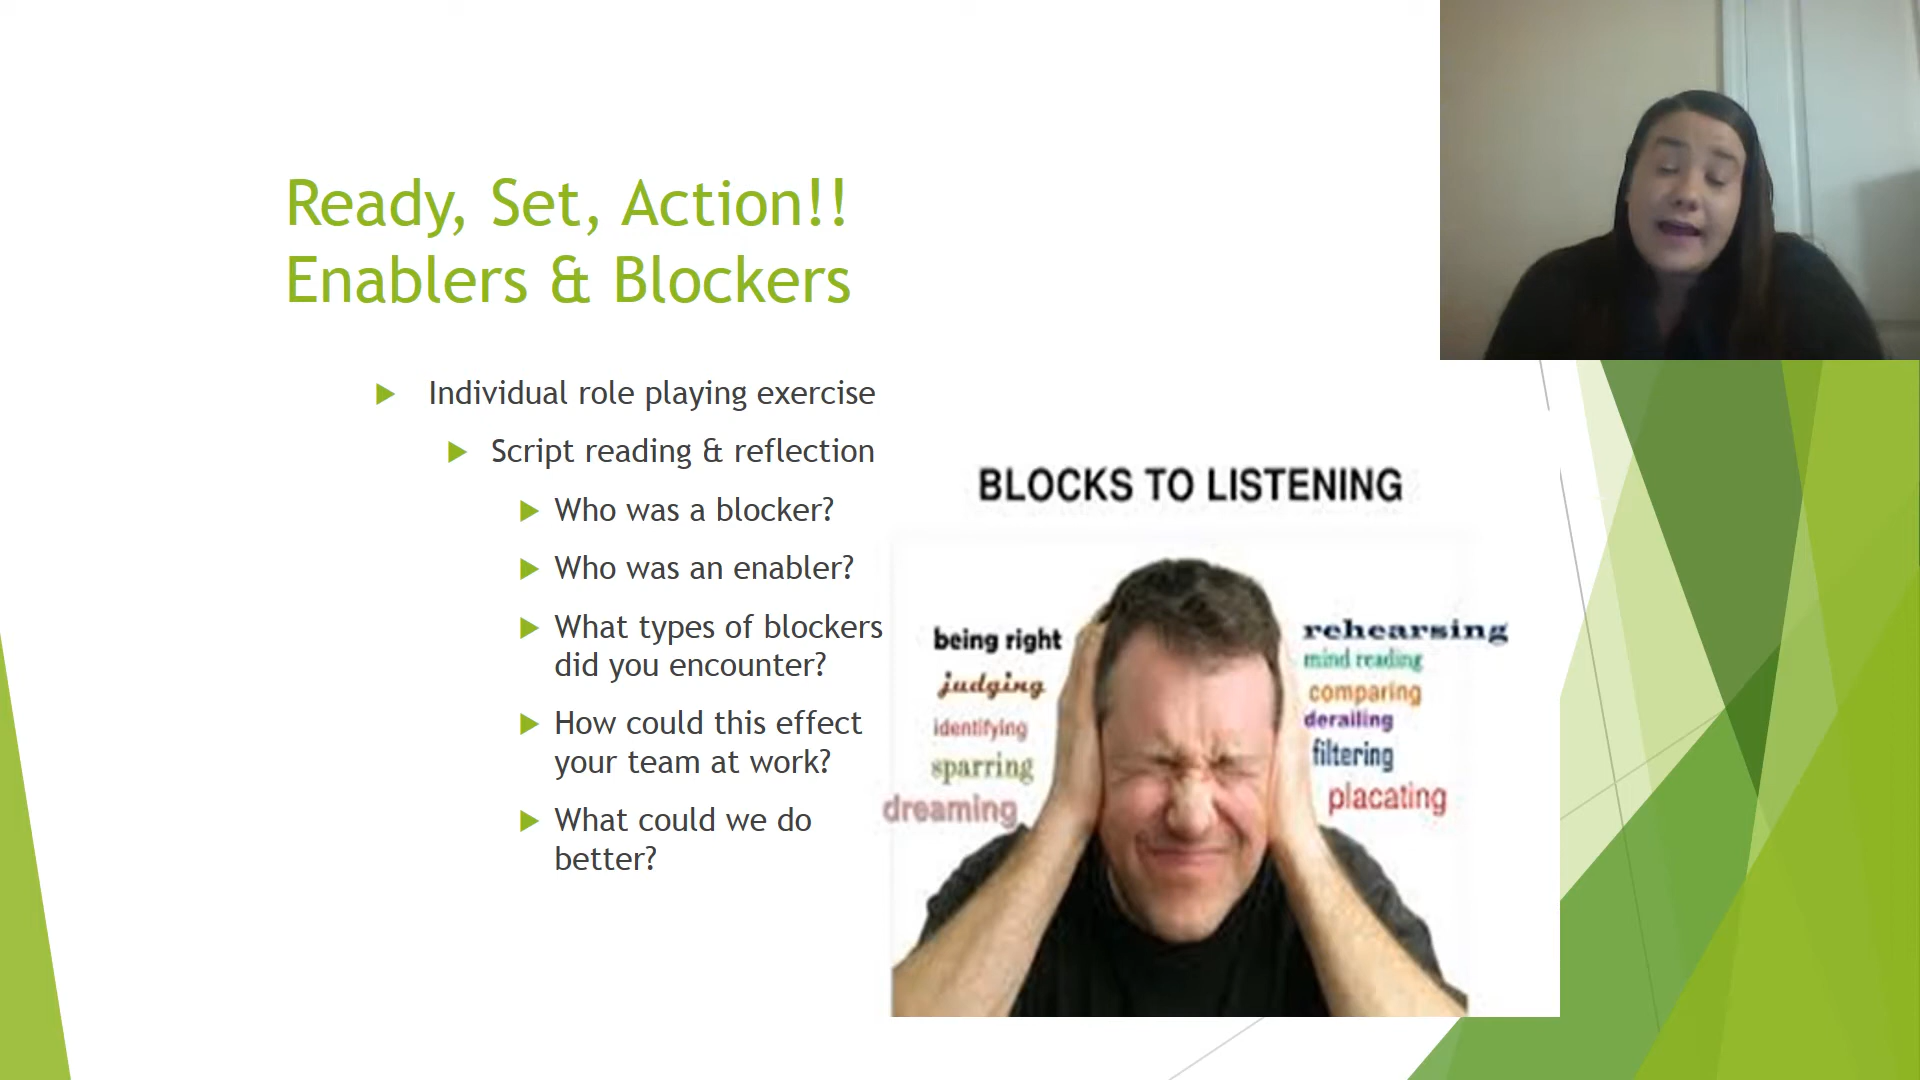 Ready, Set, Action!!
Enablers & Blockers
Individual role playing exercise
Script reading & reflection
Who was a blocker?
Who was an enabler?
What types of blockers
did you encounter?
How could this effect
your team at work?
What could we do
better?
BLOCKS TO LISTENING
being right
judging
identifying
sparring
dreaming
rehearsing
mind reading
comparing
derailing
filtering
placating